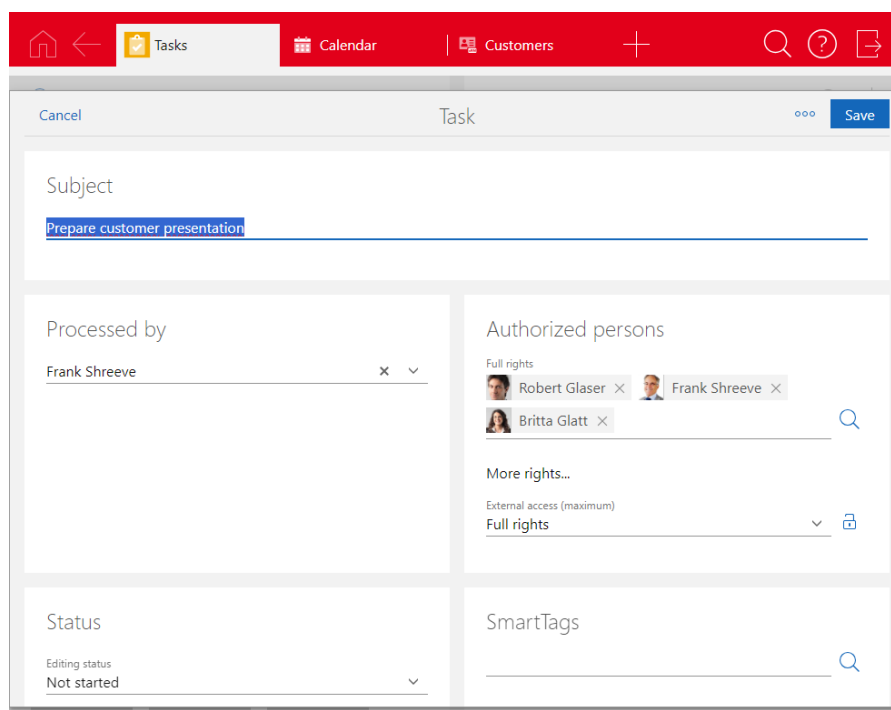 Tasks Calendar Customers
Cancel Task Save
Subject
Prepare customer presentation
Processed by
Frank Shreeve
Authorized persons
Full rights
Robert Glaser Frank Shreeve
Britta Glatt
More rights...
External access (maximum)
Full rights
Status
Editing status
Not started
SmartTags